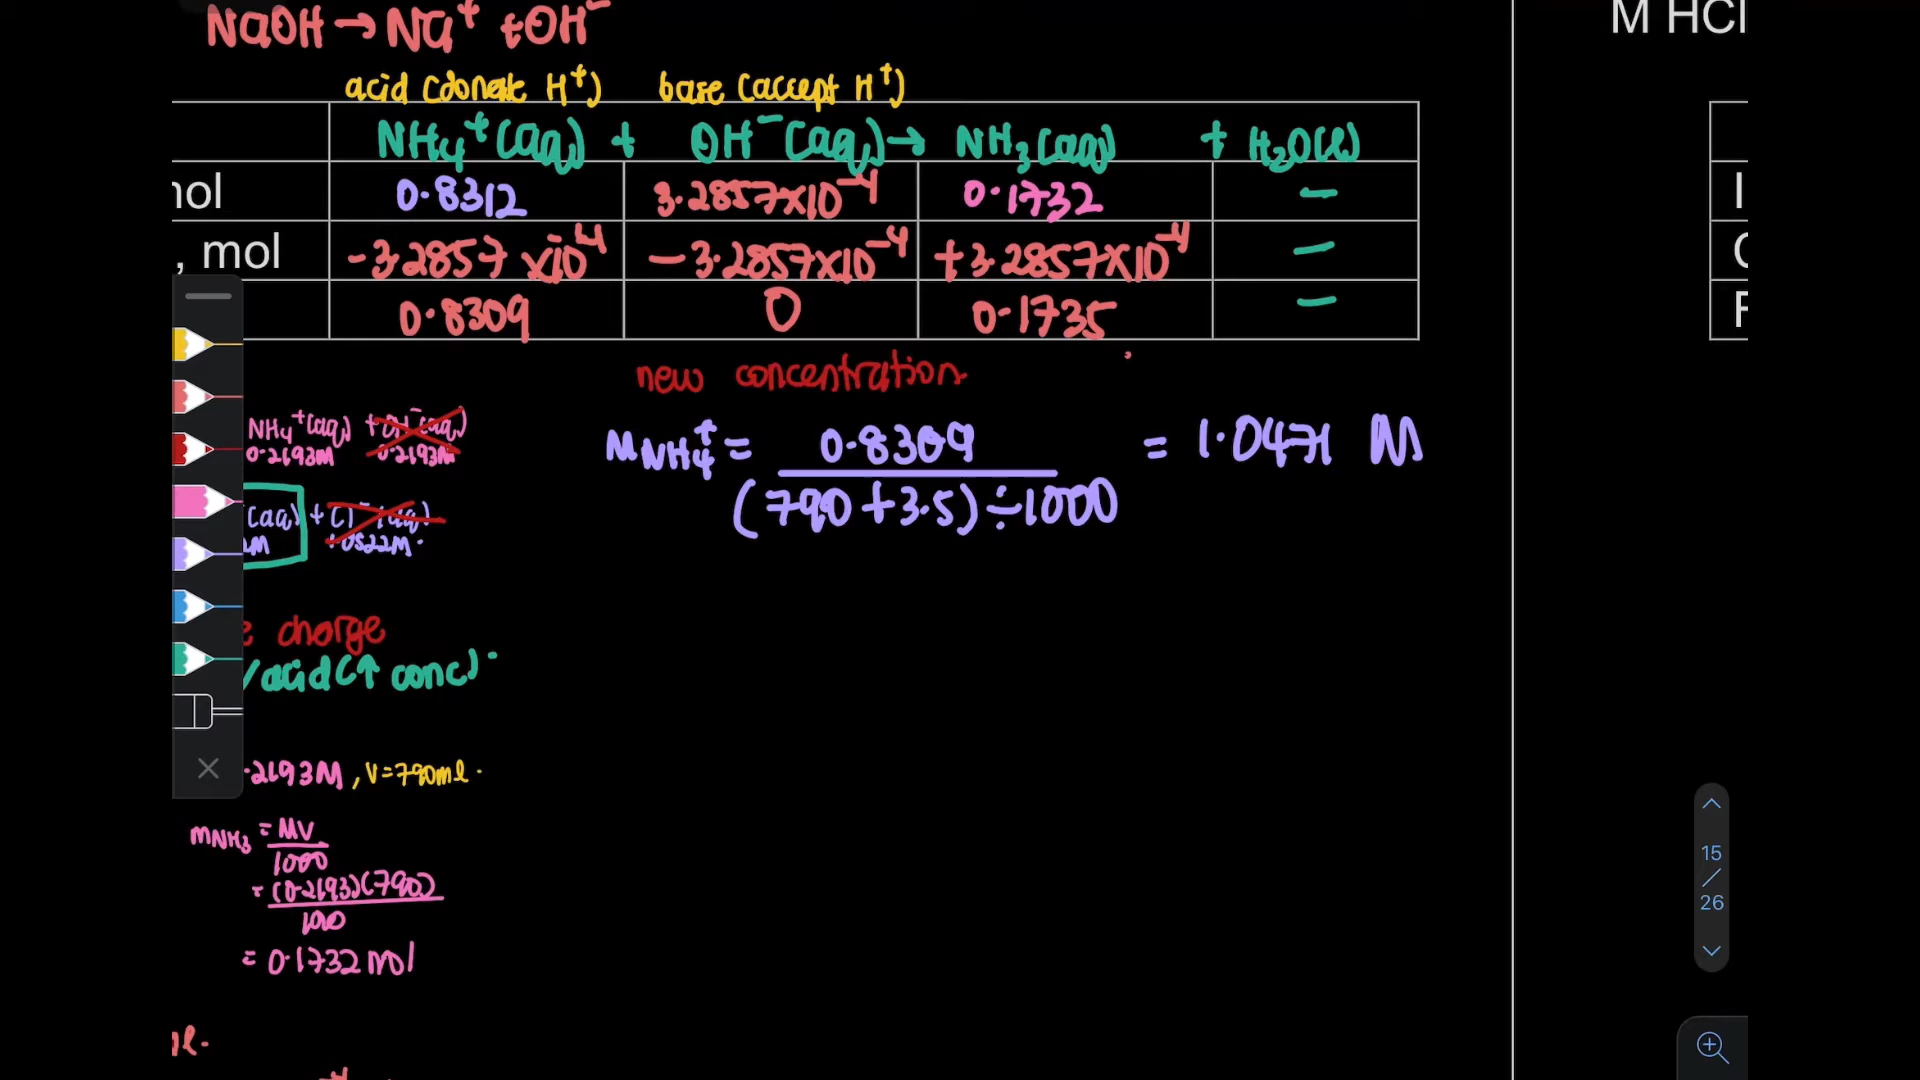 NaOH → Na⁺ + OH⁻
M HCl
acid (donate H⁺) base (accept H⁺)
NH₄⁺(aq) + OH⁻(aq) → NH₃(aq) + H₂O(l)
mol 0.8312 3.2857×10⁻⁴ 0.1732 — I
, mol -3.2857×10⁻⁴ -3.2857×10⁻⁴ +3.2857×10⁻⁴ — C
0.8309 0 0.1735 — F
new concentration
NH₄⁺(aq) + OH⁻(aq)
0.2193M 0.2193M
M NH₄⁺ = 0.8309 / (790 + 3.5) ÷ 1000 = 1.0471 M
(aq) + Cl⁻(aq)
2M 1.0522M.
charge
/acid (↑ conc).
.2193M, V=790ml.
mNH₃ = MV / 1000
= (0.2193)(790) / 1000
= 0.1732 mol
15
/
26